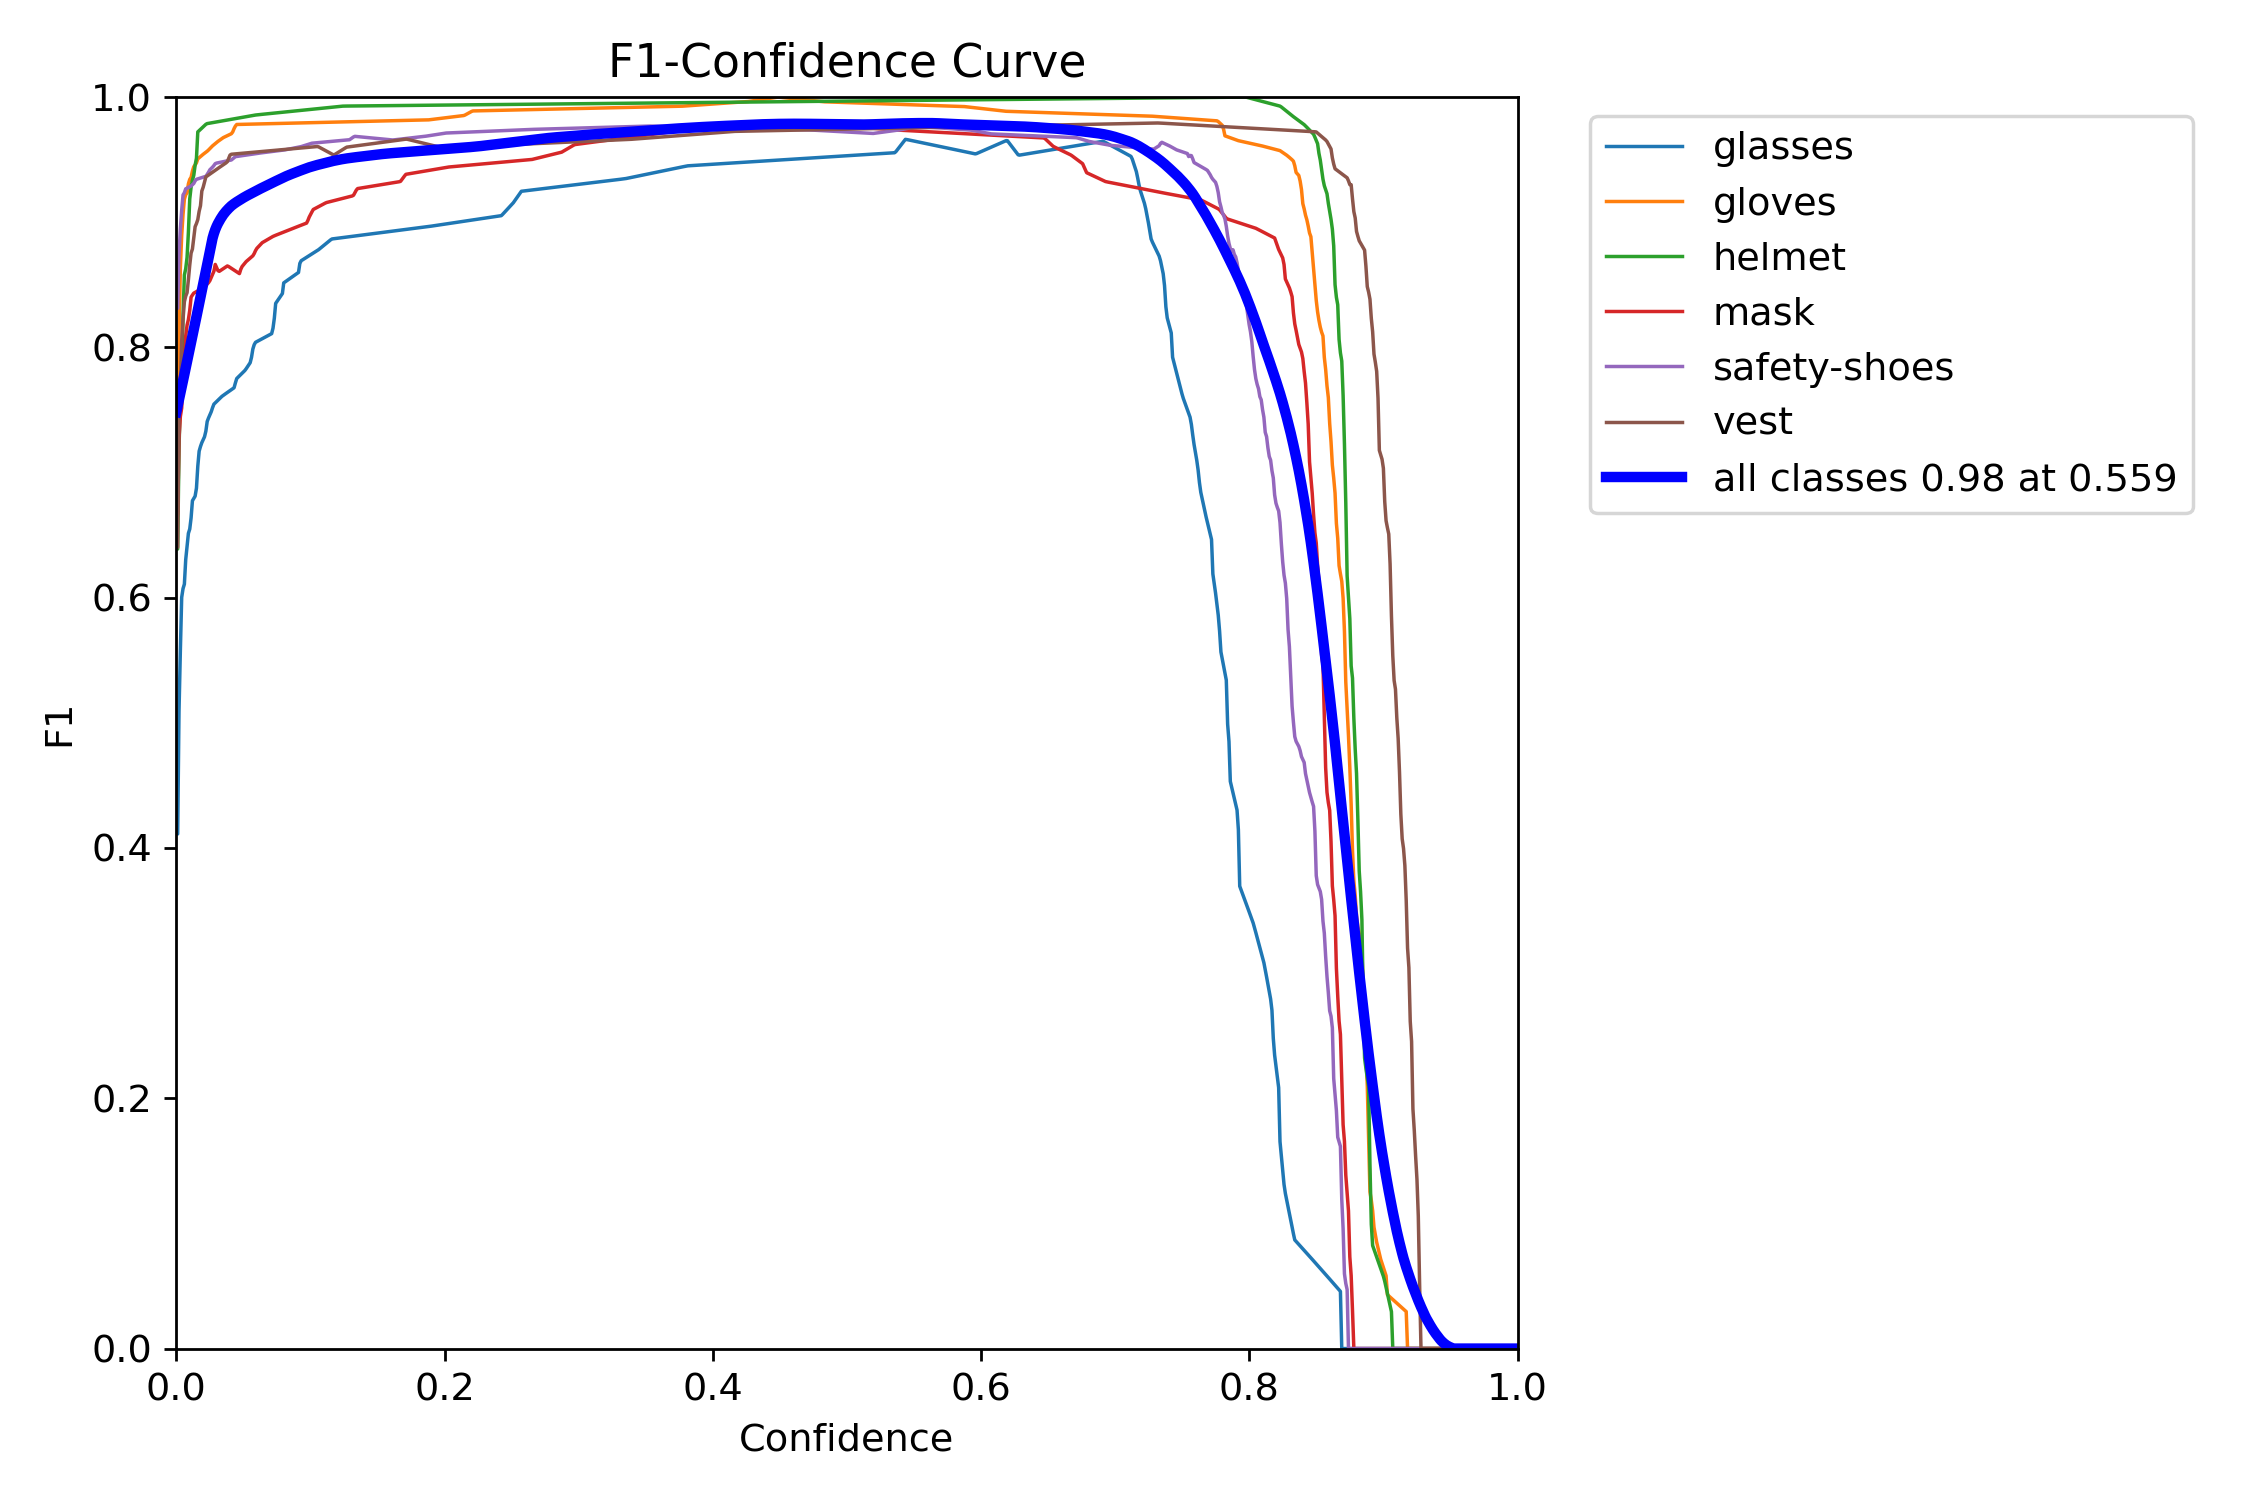 F1-Confidence Curve
1.0
0.8
0.6
0.4
0.2
0.0
F1
0.0 0.2 0.4 0.6 0.8 1.0
Confidence
glasses
gloves
helmet
mask
safety-shoes
vest
all classes 0.98 at 0.559